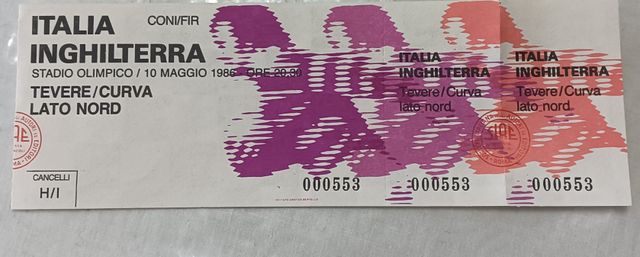 ITALIA CONI/FIR
INGHILTERRA
STADIO OLIMPICO / 10 MAGGIO 1986 - ORE 20.30
TEVERE/CURVA
LATO NORD
CANCELLI
H/I
000553
ITALIA
INGHILTERRA
Tevere/Curva
lato nord
000553
ITALIA
INGHILTERRA
Tevere/Curva
lato nord
SIAE
000553